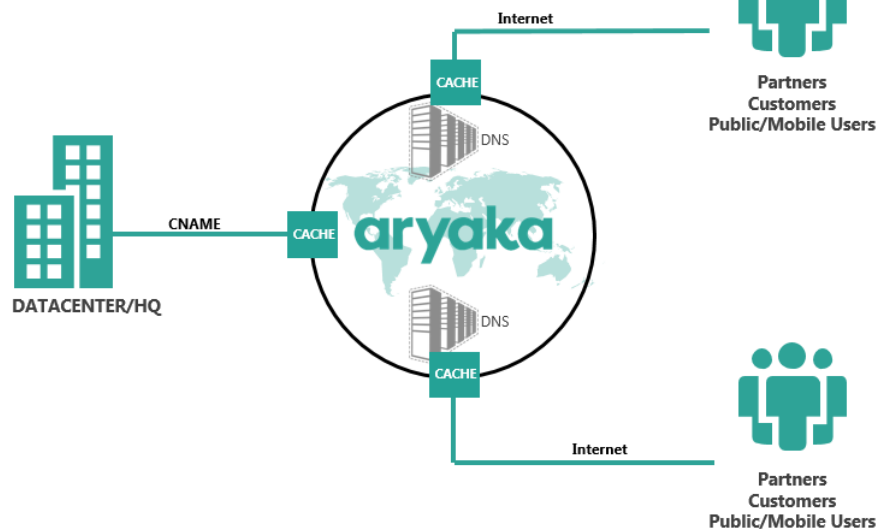 Internet
CACHE
Partners
Customers
Public/Mobile Users
DNS
CNAME
CACHE
aryaka
DATACENTER/HQ
DNS
CACHE
Internet
Partners
Customers
Public/Mobile Users